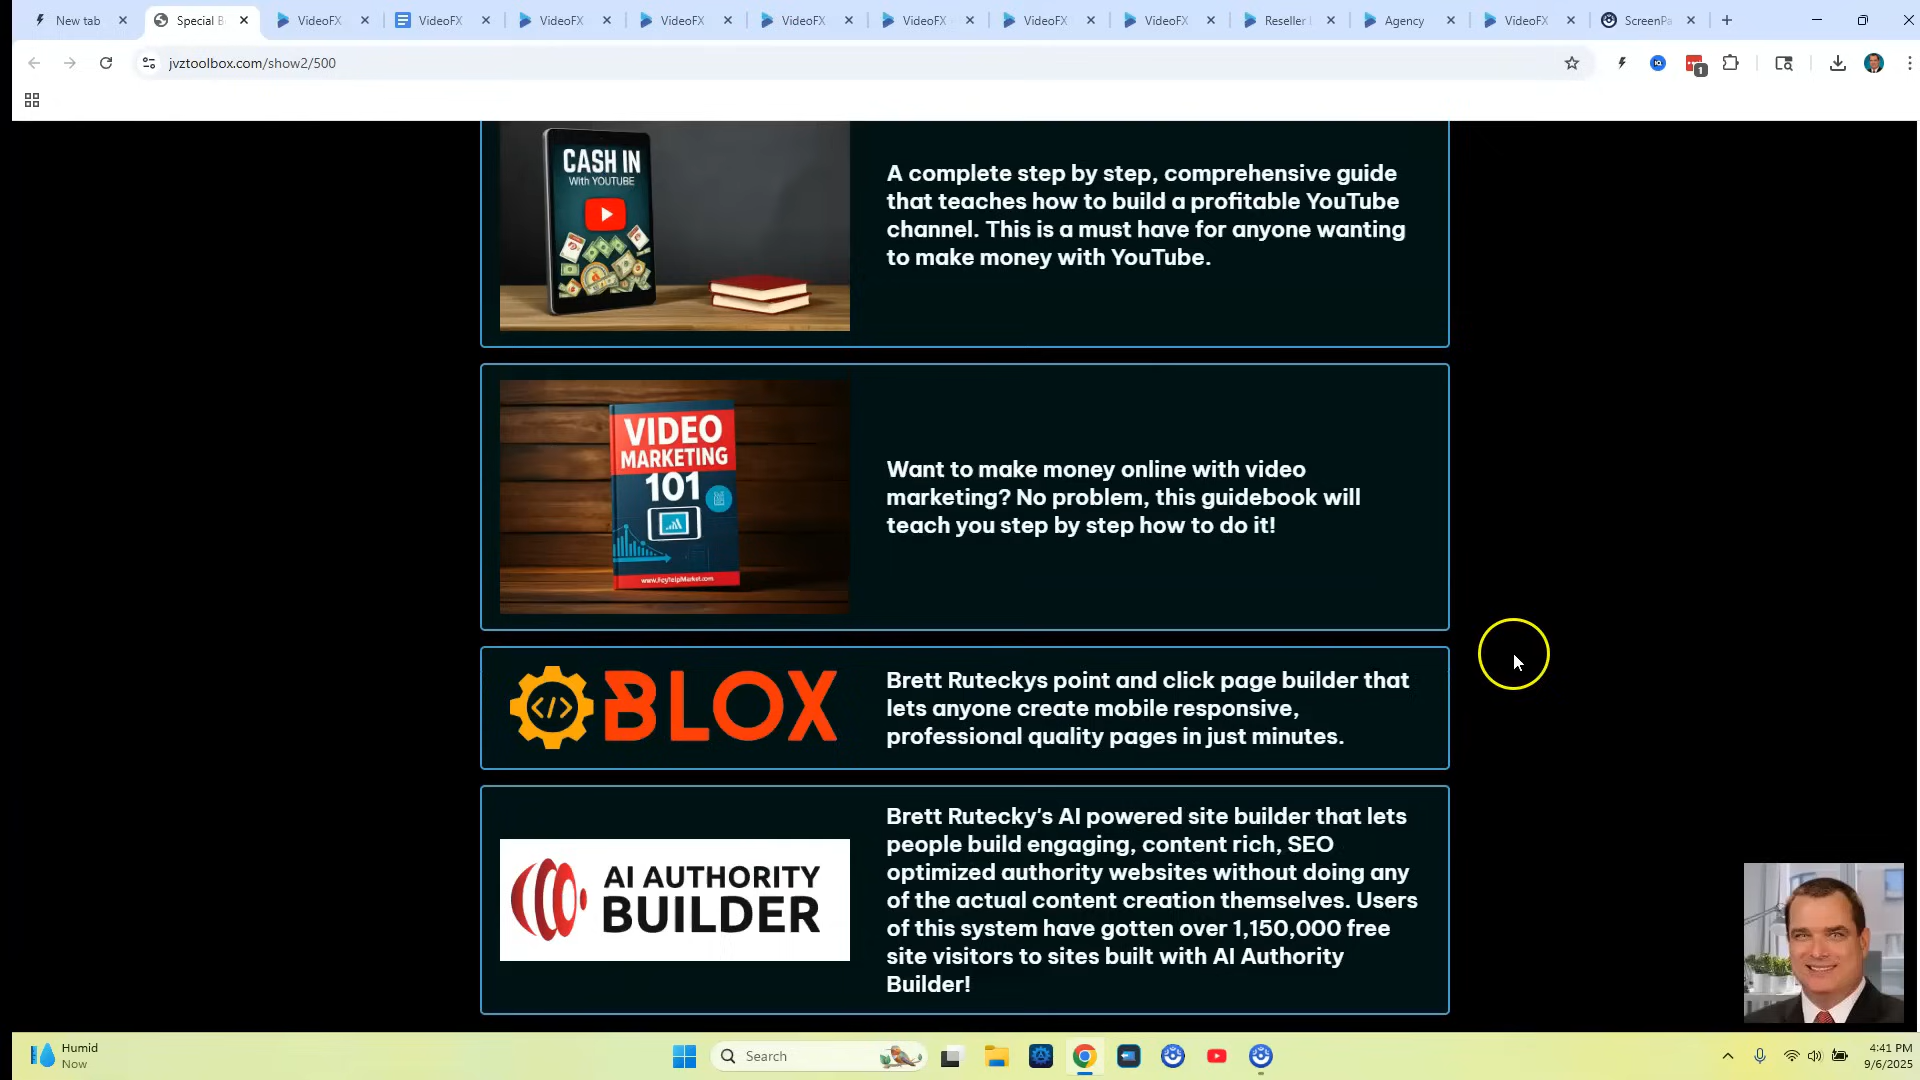 New tab
Special B
VideoFX
VideoFX
VideoFX
VideoFX
VideoFX
VideoFX
VideoFX
VideoFX
Reseller
Agency
VideoFX
ScreenPa
jvztoolbox.com/show2/500
1
CASH IN
With YOUTUBE
A complete step by step, comprehensive guide
that teaches how to build a profitable YouTube
channel. This is a must have for anyone wanting
to make money with YouTube.
VIDEO
MARKETING
101
Want to make money online with video
marketing? No problem, this guidebook will
teach you step by step how to do it!
BLOX
Brett Ruteckys point and click page builder that
lets anyone create mobile responsive,
professional quality pages in just minutes.
AI AUTHORITY
BUILDER
Brett Rutecky's AI powered site builder that lets
people build engaging, content rich, SEO
optimized authority websites without doing any
of the actual content creation themselves. Users
of this system have gotten over 1,150,000 free
site visitors to sites built with AI Authority
Builder!
Humid
Now
Search
4:41 PM
9/6/2025